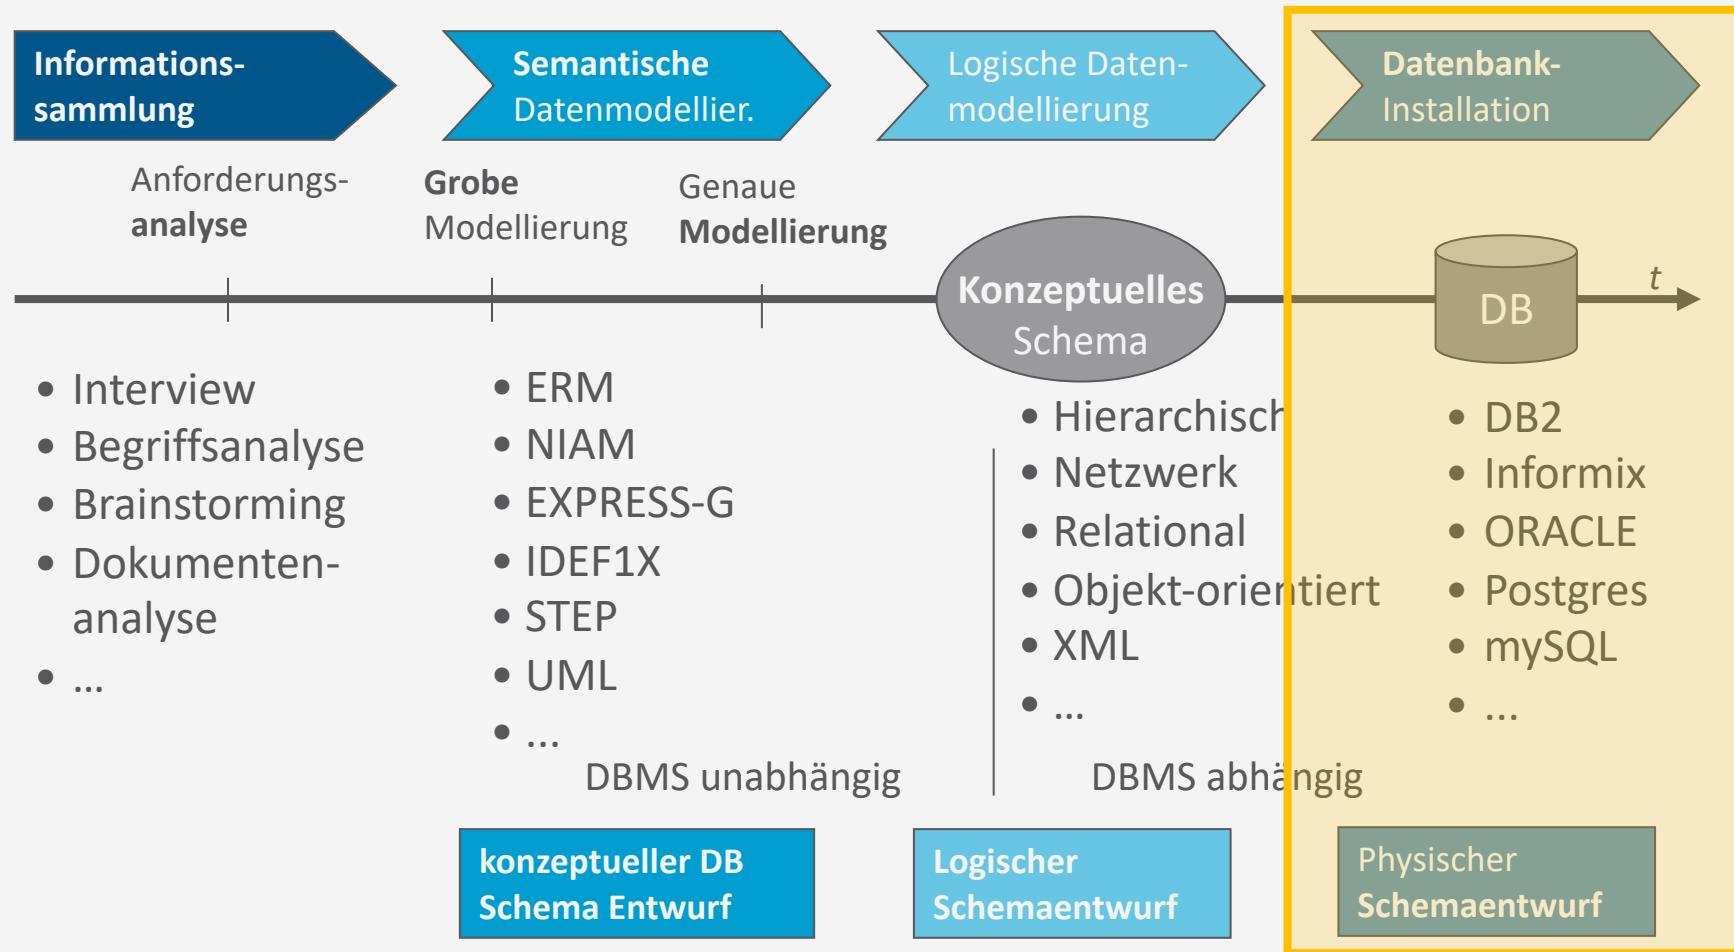 Informations-
sammlung
Semantische
Datenmodellier.
Logische Daten-
modellierung
Datenbank-
Installation
Anforderungs-
analyse
Grobe
Modellierung
Genaue
Modellierung
Konzeptuelles
Schema
DB
t
• Interview
• Begriffsanalyse
• Brainstorming
• Dokumenten-
analyse
• ...
• ERM
• NIAM
• EXPRESS-G
• IDEF1X
• STEP
• UML
• ...
DBMS unabhängig
• Hierarchisch
• Netzwerk
• Relational
• Objekt-orientiert
• XML
• ...
DBMS abhängig
• DB2
• Informix
• ORACLE
• Postgres
• mySQL
• ...
konzeptueller DB
Schema Entwurf
Logischer
Schemaentwurf
Physischer
Schemaentwurf